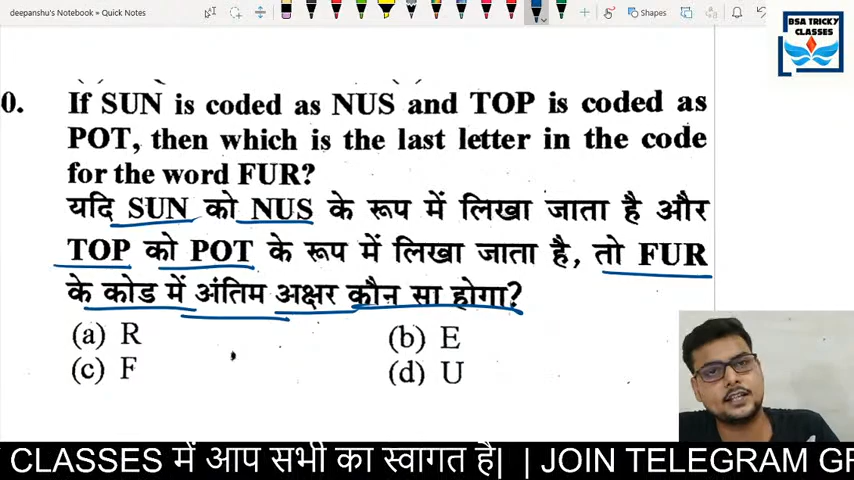 deepanshu's Notebook » Quick Notes
Shapes
BSA TRICKY
CLASSES
0. If SUN is coded as NUS and TOP is coded as
POT, then which is the last letter in the code
for the word FUR?
यदि SUN को NUS के रूप में लिखा जाता है और
TOP को POT के रूप में लिखा जाता है, तो FUR
के कोड में अंतिम अक्षर कौन सा होगा?
(a) R (b) E
(c) F (d) U
CLASSES में आप सभी का स्वागत है| | JOIN TELEGRAM GR